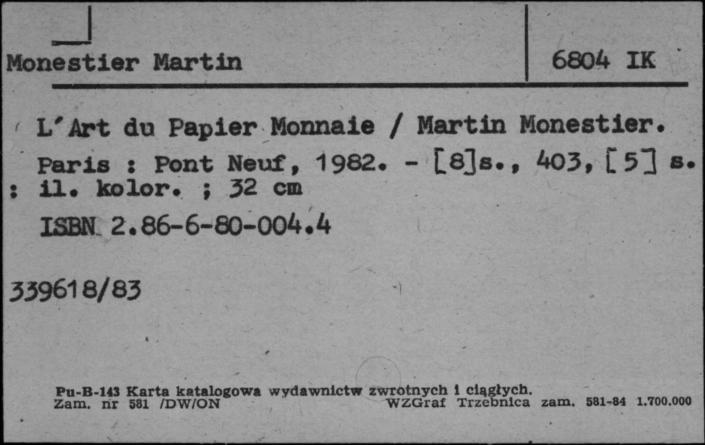 Monestier Martin 6804 IK
L'Art du Papier Monnaie / Martin Monestier.
Paris : Pont Neuf, 1982. - [8]s., 403, [5] s.
: il. kolor. ; 32 cm
ISBN 2.86-6-80-004.4
339618/83
Pu-B-143 Karta katalogowa wydawnictw zwrotnych i ciągłych.
Zam. nr 581 /DW/ON WZGraf Trzebnica zam. 581-84 1.700.000